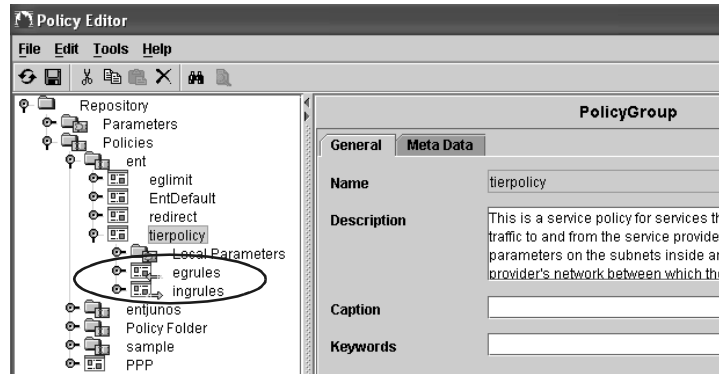 Policy Editor
File Edit Tools Help
Repository
Parameters
Policies
ent
eglimit
EntDefault
redirect
tierpolicy
Local Parameters
egrules
ingrules
entjunos
Policy Folder
sample
PPP
PolicyGroup
General Meta Data
Name tierpolicy
Description This is a service policy for services th
traffic to and from the service provide
parameters on the subnets inside ar
provider's network between which the
Caption
Keywords